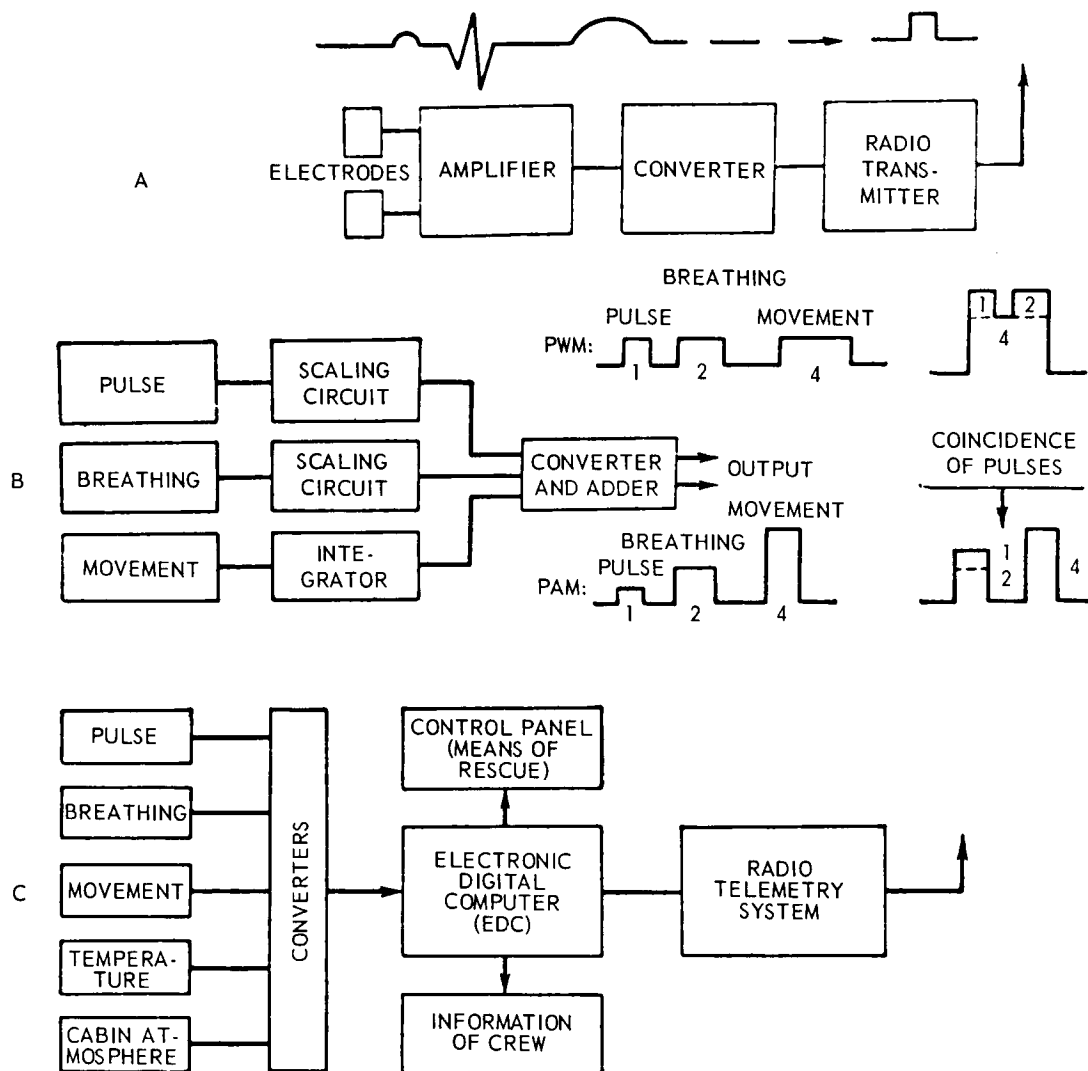 A
ELECTRODES
AMPLIFIER
CONVERTER
RADIO
TRANS-
MITTER
B
PULSE
SCALING
CIRCUIT
BREATHING
SCALING
CIRCUIT
MOVEMENT
INTE-
GRATOR
CONVERTER
AND ADDER
OUTPUT
BREATHING
PULSE MOVEMENT
PWM:
1 2 4
1 2
4
COINCIDENCE
OF PULSES
MOVEMENT
BREATHING
PULSE
PAM:
1 2 4
1
2 4
C
PULSE
BREATHING
MOVEMENT
TEMPERA-
TURE
CABIN AT-
MOSPHERE
CONVERTERS
CONTROL PANEL
(MEANS OF
RESCUE)
ELECTRONIC
DIGITAL
COMPUTER
(EDC)
INFORMATION
OF CREW
RADIO
TELEMETRY
SYSTEM